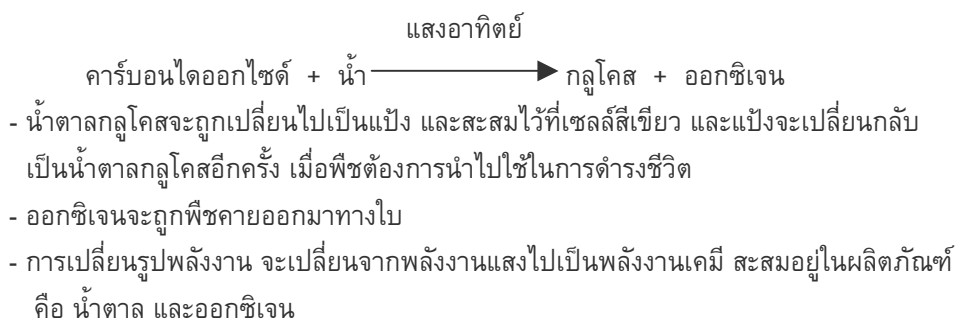 แสงอาทิตย์
คาร์บอนไดออกไซด์ + น้ำ → กลูโคส + ออกซิเจน
- น้ำตาลกลูโคสจะถูกเปลี่ยนไปเป็นแป้ง และสะสมไว้ที่เซลล์สีเขียว และแป้งจะเปลี่ยนกลับ
เป็นน้ำตาลกลูโคสอีกครั้ง เมื่อพืชต้องการนำไปใช้ในการดำรงชีวิต
- ออกซิเจนจะถูกพืชคายออกมาทางใบ
- การเปลี่ยนรูปพลังงาน จะเปลี่ยนจากพลังงานแสงไปเป็นพลังงานเคมี สะสมอยู่ในผลิตภัณฑ์
คือ น้ำตาล และออกซิเจน